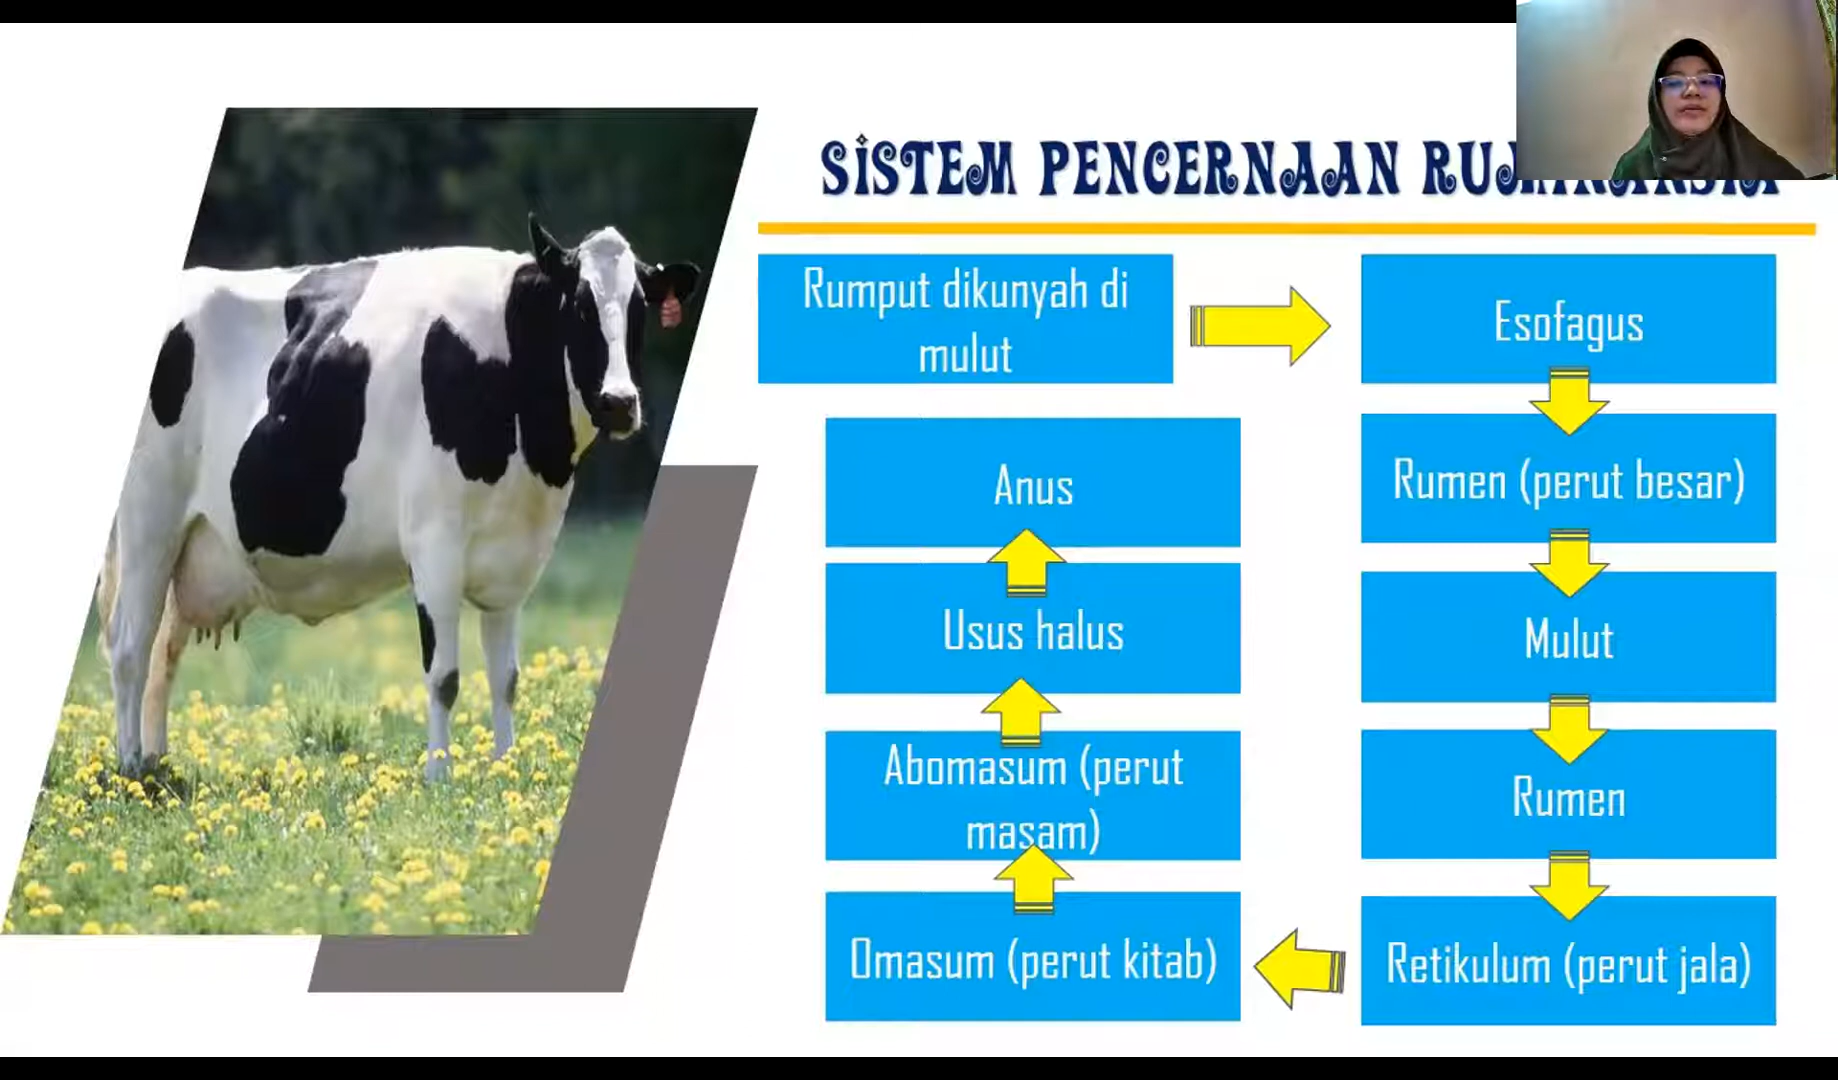 SISTEM PENCERNAAN RUMINANSIA
Rumput dikunyah di
mulut
Esofagus
Rumen (perut besar)
Mulut
Rumen
Retikulum (perut jala)
Omasum (perut kitab)
Abomasum (perut
masam)
Usus halus
Anus